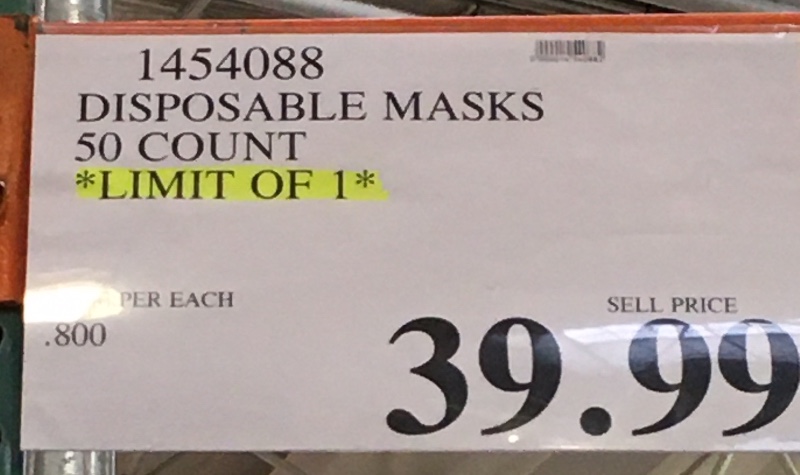 1454088
DISPOSABLE MASKS
50 COUNT
*LIMIT OF 1*
PER EACH
.800
SELL PRICE
39.99